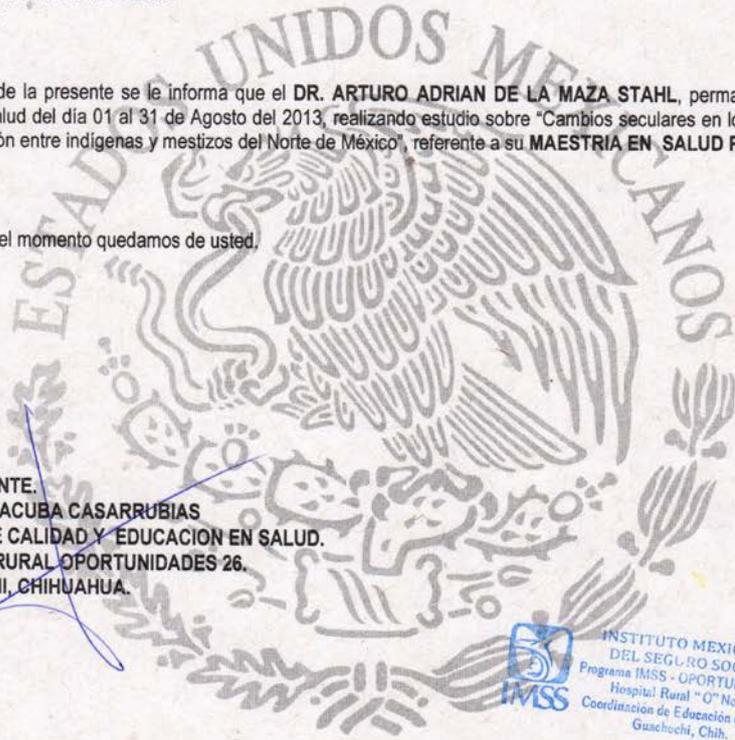 ESTADOS UNIDOS MEXICANOS
de la presente se le informa que el DR. ARTURO ADRIAN DE LA MAZA STAHL, perma
alud del día 01 al 31 de Agosto del 2013, realizando estudio sobre "Cambios seculares en lo
ón entre indígenas y mestizos del Norte de México", referente a su MAESTRIA EN SALUD P
el momento quedamos de usted.
NTE.
ACUBA CASARRUBIAS
E CALIDAD Y EDUCACION EN SALUD.
RURAL OPORTUNIDADES 26.
I, CHIHUAHUA.
IMSS
INSTITUTO MEXIC
DEL SEGURO SOC
Programa IMSS - OPORTU
Hospital Rural "O" No
Coordinación de Educación
Guachochi, Chih.